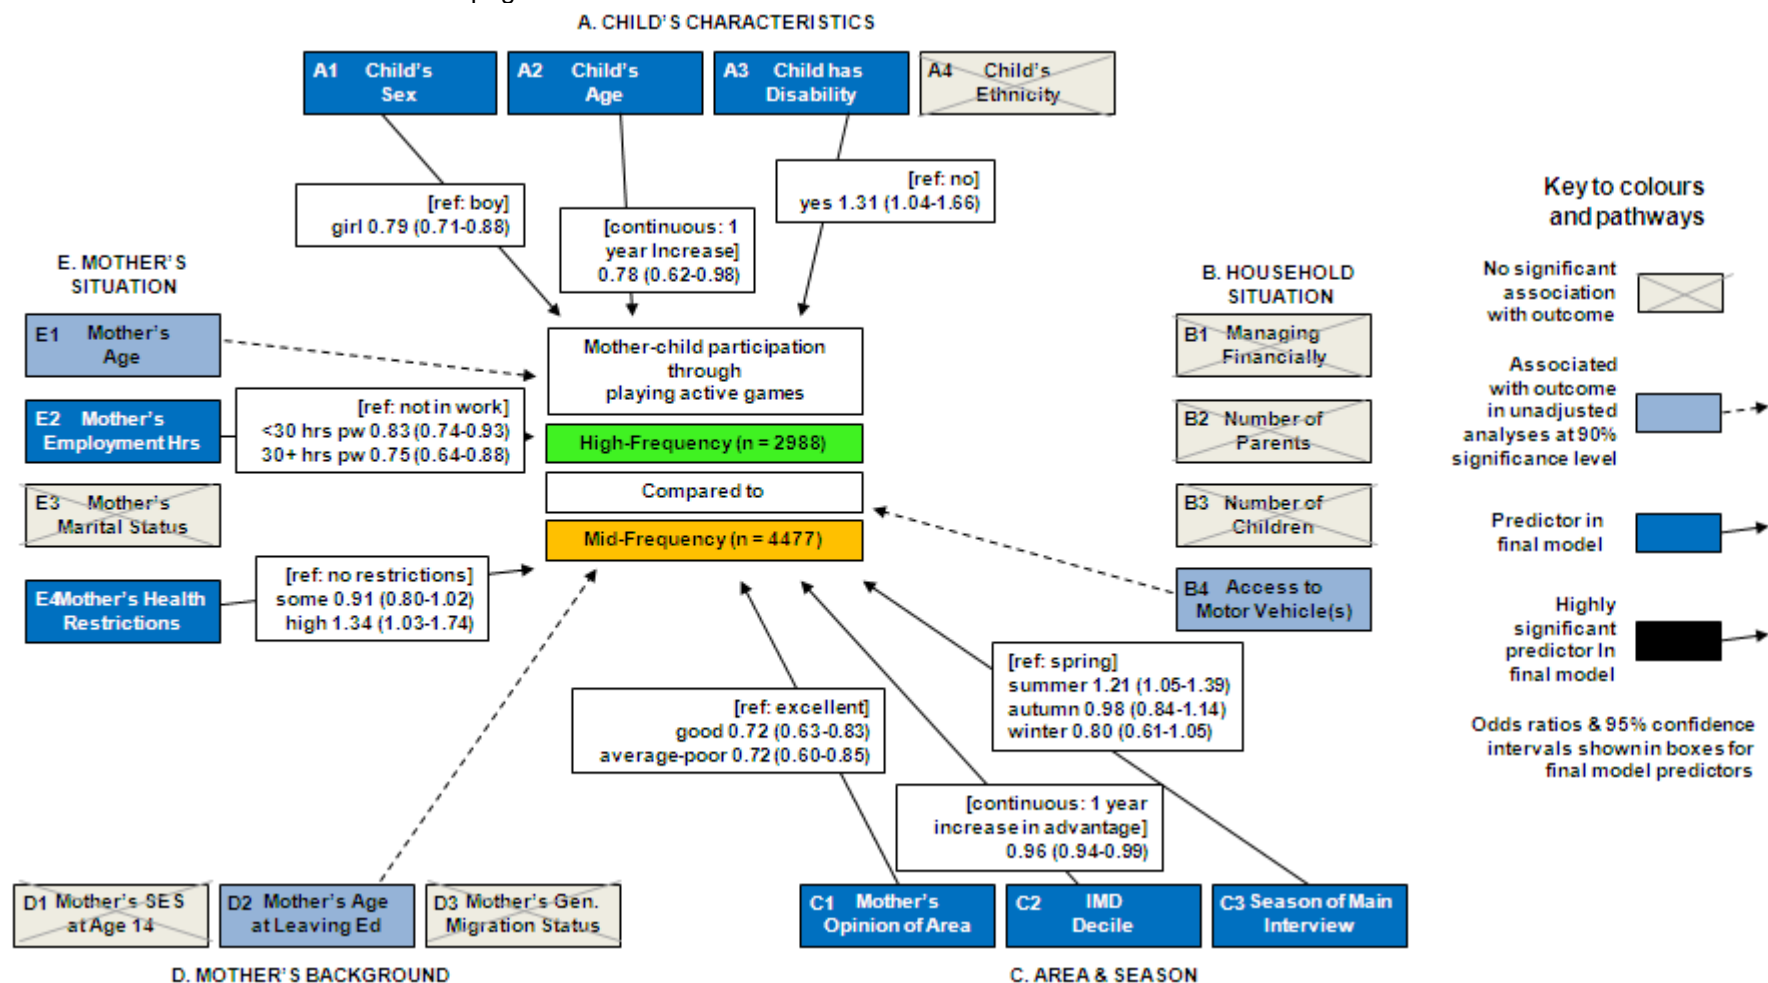 A. CHILD'S CHARACTERISTICS
A1 Child's
Sex
A2 Child's
Age
A3 Child has
Disability
A4 Child's
Ethnicity
[ref: boy]
girl 0.79 (0.71-0.88)
[continuous: 1
year Increase]
0.78 (0.62-0.98)
[ref: no]
yes 1.31 (1.04-1.66)
E. MOTHER'S
SITUATION
E1 Mother's
Age
E2 Mother's
Employment Hrs
E3 Mother's
Marital Status
E4Mother's Health
Restrictions
[ref: not in work]
<30 hrs pw 0.83 (0.74-0.93)
30+ hrs pw 0.75 (0.64-0.88)
[ref: no restrictions]
some 0.91 (0.80-1.02)
high 1.34 (1.03-1.74)
Mother-child participation
through
playing active games
High-Frequency (n = 2988)
Compared to
Mid-Frequency (n = 4477)
B. HOUSEHOLD
SITUATION
B1 Managing
Financially
B2 Number of
Parents
B3 Number of
Children
B4 Access to
Motor Vehicle(s)
[ref: spring]
summer 1.21 (1.05-1.39)
autumn 0.98 (0.84-1.14)
winter 0.80 (0.61-1.05)
[ref: excellent]
good 0.72 (0.63-0.83)
average-poor 0.72 (0.60-0.85)
[continuous: 1 year
increase in advantage]
0.96 (0.94-0.99)
D1 Mother's SES
at Age 14
D2 Mother's Age
at Leaving Ed
D3 Mother's Gen.
Migration Status
D. MOTHER'S BACKGROUND
C1 Mother's
Opinion of Area
C2 IMD
Decile
C3 Season of Main
Interview
C. AREA & SEASON
Key to colours
and pathways
No significant
association
with outcome
Associated
with outcome
in unadjusted
analyses at 90%
significance level
Predictor in
final model
Highly
significant
predictor In
final model
Odds ratios & 95% confidence
intervals shown in boxes for
final model predictors